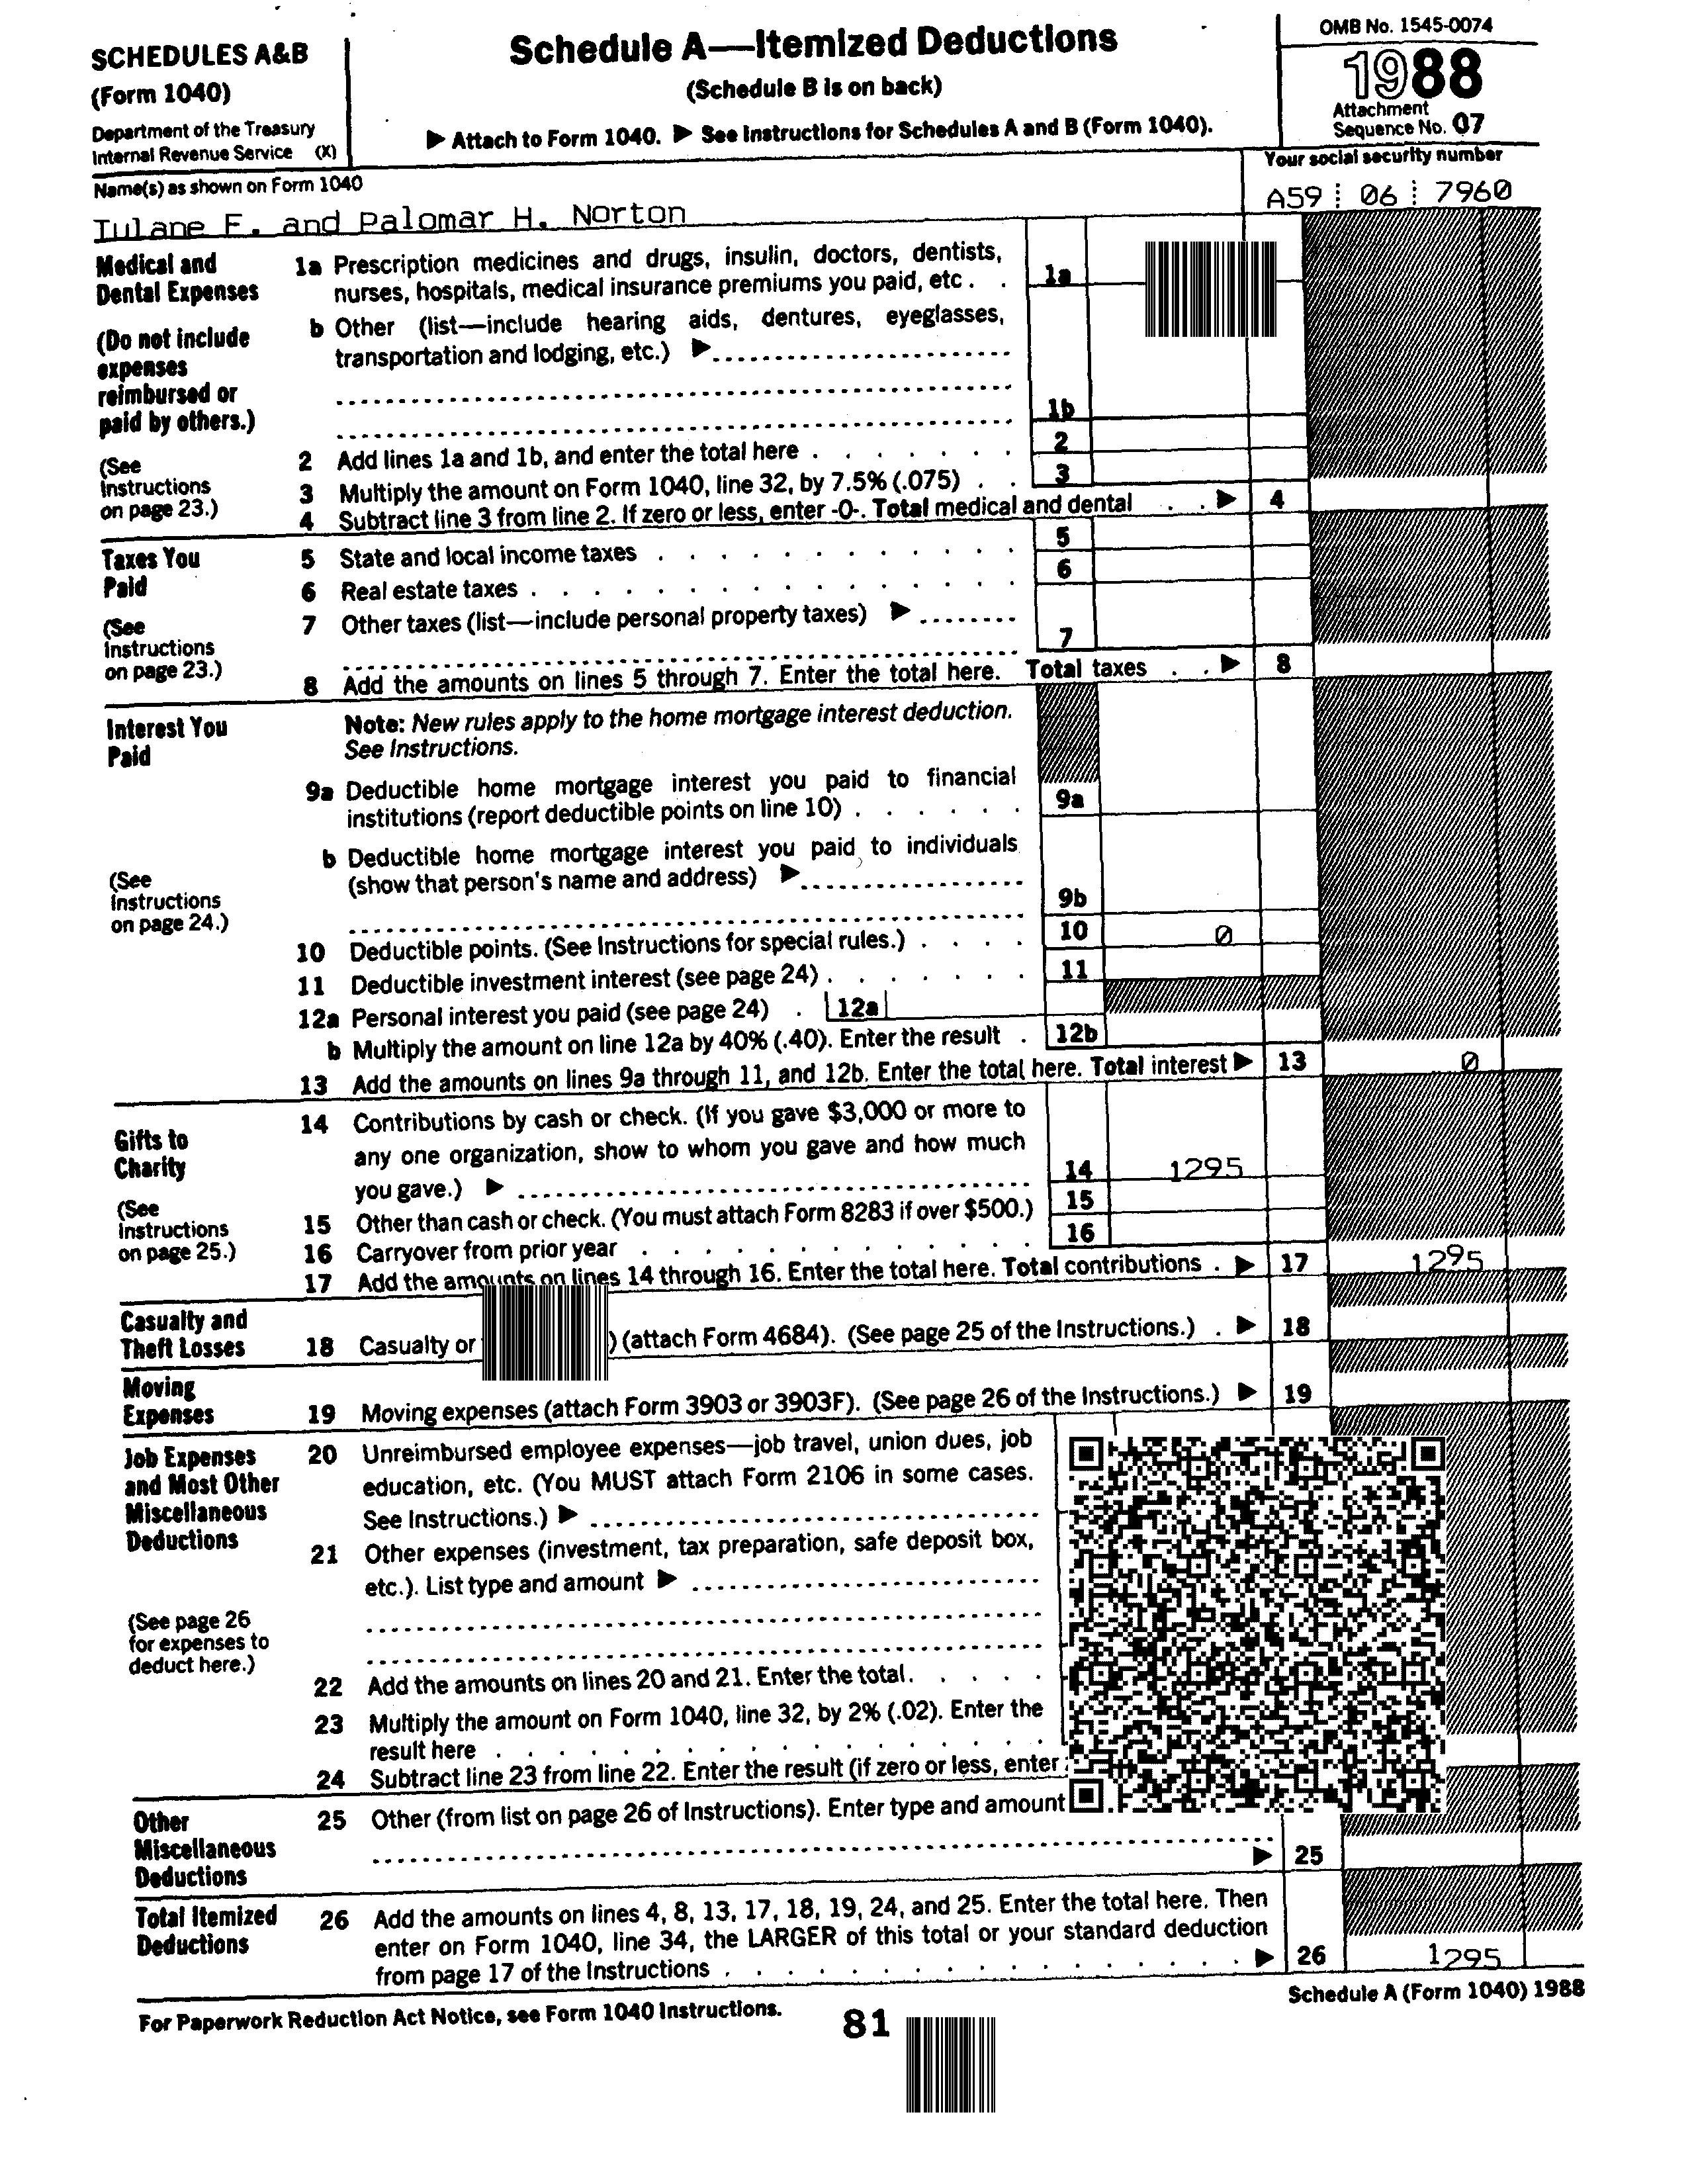 SCHEDULES A&B
(Form 1040)
Department of the Treasury
Internal Revenue Service (X)
Schedule A—Itemized Deductions
(Schedule B is on back)
▶ Attach to Form 1040. ▶ See Instructions for Schedules A and B (Form 1040).
OMB No. 1545-0074
1988
Attachment
Sequence No. 07
Name(s) as shown on Form 1040
Tulane F. and Palomar H. Norton
Your social security number
A59 06 7960
Medical and
Dental Expenses
(Do not include
expenses
reimbursed or
paid by others.)
(See
Instructions
on page 23.)
1a Prescription medicines and drugs, insulin, doctors, dentists,
nurses, hospitals, medical insurance premiums you paid, etc . . 1a
b Other (list—include hearing aids, dentures, eyeglasses,
transportation and lodging, etc.) ▶
1b
2 Add lines 1a and 1b, and enter the total here . . . . . . . 2
3 Multiply the amount on Form 1040, line 32, by 7.5% (.075) . . 3
4 Subtract line 3 from line 2. If zero or less, enter -0-. Total medical and dental . . ▶ 4
Taxes You
Paid
(See
Instructions
on page 23.)
5 State and local income taxes . . . . . . . . . . . 5
6 Real estate taxes . . . . . . . . . . . . . . 6
7 Other taxes (list—include personal property taxes) ▶
7
8 Add the amounts on lines 5 through 7. Enter the total here. Total taxes . . ▶ 8
Interest You
Paid
(See
Instructions
on page 24.)
Note: New rules apply to the home mortgage interest deduction.
See Instructions.
9a Deductible home mortgage interest you paid to financial
institutions (report deductible points on line 10) . . . . . . 9a
b Deductible home mortgage interest you paid to individuals
(show that person's name and address) ▶
9b
10 Deductible points. (See Instructions for special rules.) . . . . 10 0
11 Deductible investment interest (see page 24) . . . . . . . 11
12a Personal interest you paid (see page 24) . 12a
b Multiply the amount on line 12a by 40% (.40). Enter the result . 12b
13 Add the amounts on lines 9a through 11, and 12b. Enter the total here. Total interest ▶ 13 0
Gifts to
Charity
(See
Instructions
on page 25.)
14 Contributions by cash or check. (If you gave $3,000 or more to
any one organization, show to whom you gave and how much
you gave.) ▶ 14 1295
15 Other than cash or check. (You must attach Form 8283 if over $500.) 15
16 Carryover from prior year . . . . . . . . . . . . 16
17 Add the amounts on lines 14 through 16. Enter the total here. Total contributions . ▶ 17 1295
Casualty and
Theft Losses
18 Casualty or ) (attach Form 4684). (See page 25 of the Instructions.) . ▶ 18
Moving
Expenses
19 Moving expenses (attach Form 3903 or 3903F). (See page 26 of the Instructions.) ▶ 19
Job Expenses
and Most Other
Miscellaneous
Deductions
(See page 26
for expenses to
deduct here.)
20 Unreimbursed employee expenses—job travel, union dues, job
education, etc. (You MUST attach Form 2106 in some cases.
See Instructions.) ▶
21 Other expenses (investment, tax preparation, safe deposit box,
etc.). List type and amount ▶
22 Add the amounts on lines 20 and 21. Enter the total. . . . .
23 Multiply the amount on Form 1040, line 32, by 2% (.02). Enter the
result here . . . . . . . . . . . . . .
24 Subtract line 23 from line 22. Enter the result (if zero or less, enter
Other
Miscellaneous
Deductions
25 Other (from list on page 26 of Instructions). Enter type and amount
▶ 25
Total Itemized
Deductions
26 Add the amounts on lines 4, 8, 13, 17, 18, 19, 24, and 25. Enter the total here. Then
enter on Form 1040, line 34, the LARGER of this total or your standard deduction
from page 17 of the Instructions . . . . . . . . . . . . . . . . ▶ 26 1295
For Paperwork Reduction Act Notice, see Form 1040 Instructions.
Schedule A (Form 1040) 1988
81